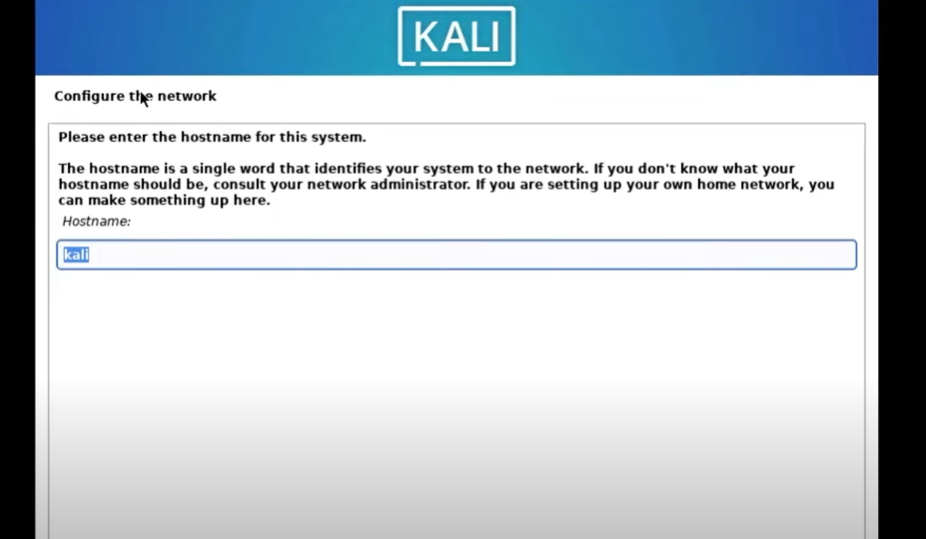 KALI
Configure the network
Please enter the hostname for this system.
The hostname is a single word that identifies your system to the network. If you don't know what your
hostname should be, consult your network administrator. If you are setting up your own home network, you
can make something up here.
Hostname:
kali